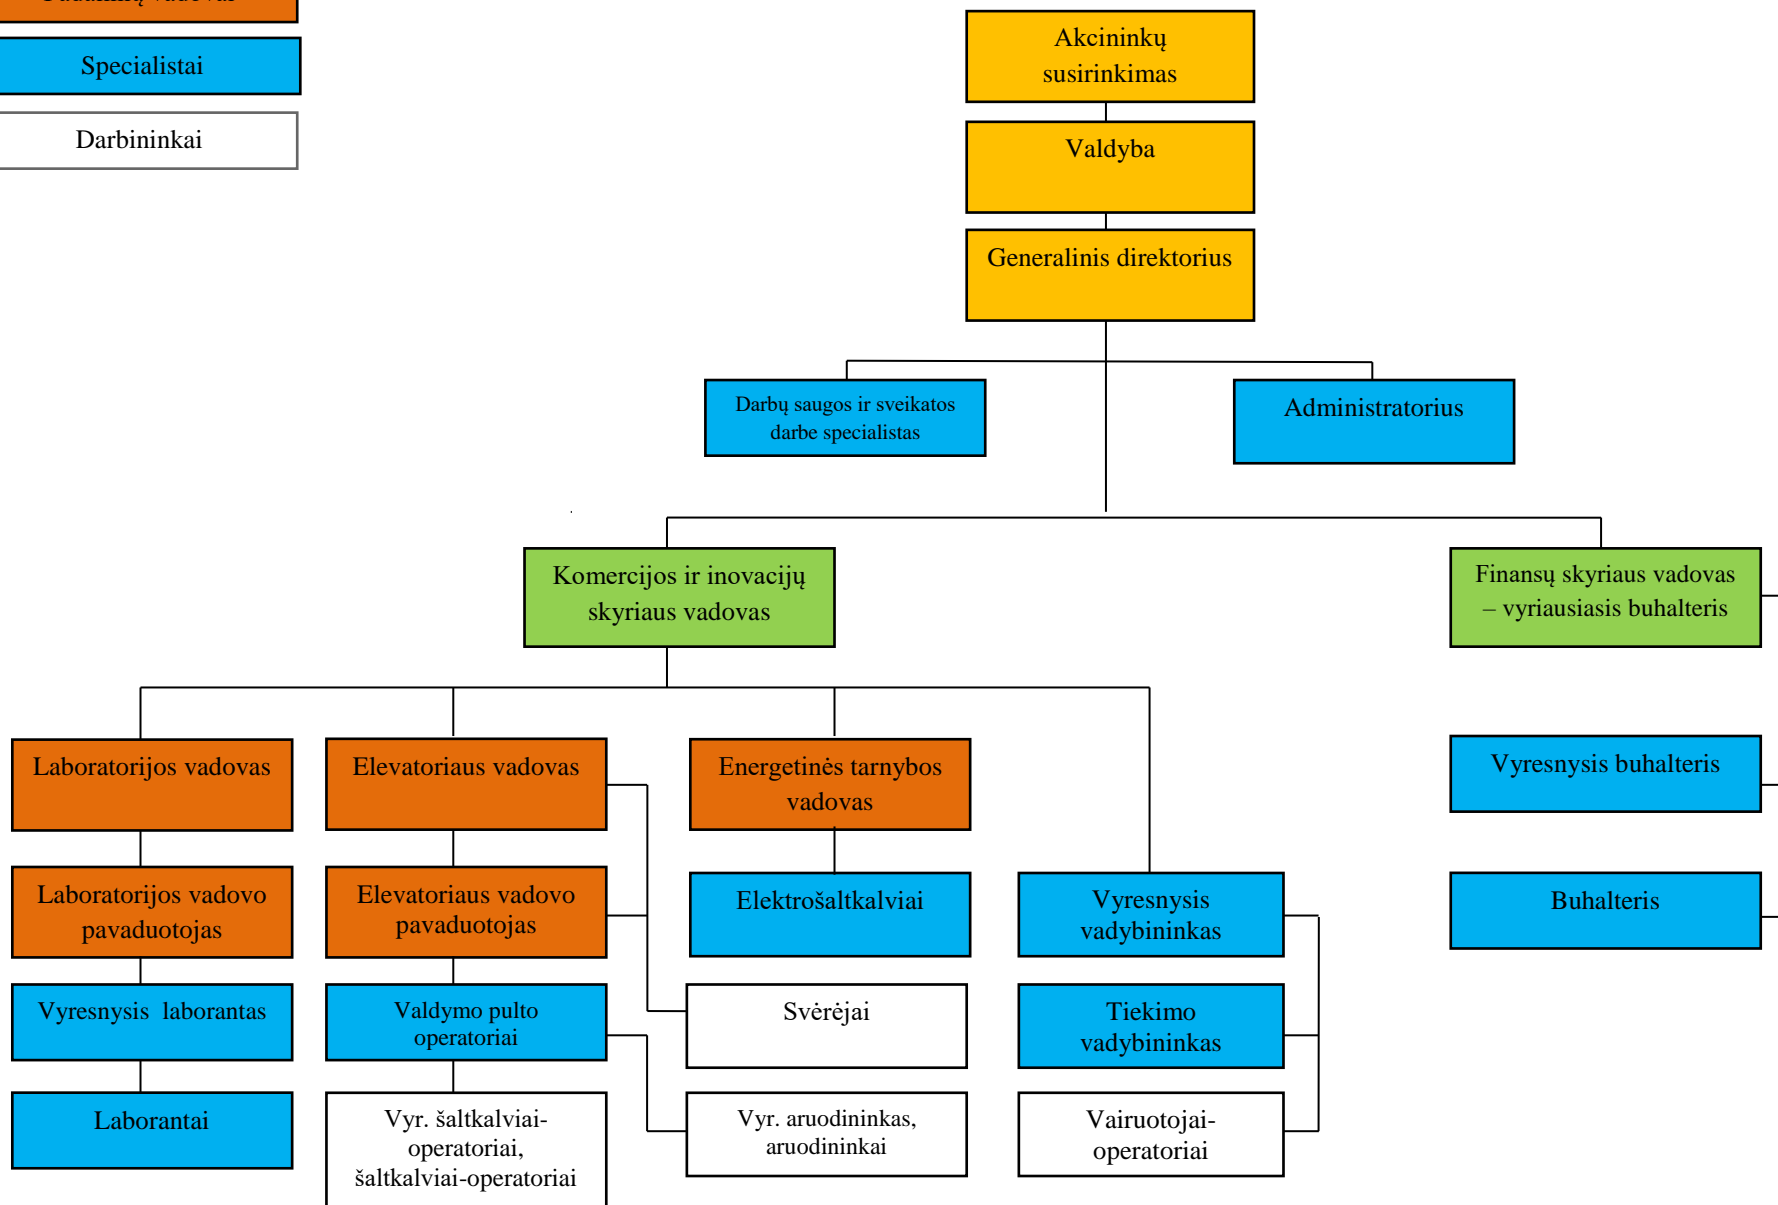 Specialistai
Darbininkai
Akcininkų
susirinkimas
Valdyba
Generalinis direktorius
Darbų saugos ir sveikatos
darbe specialistas
Administratorius
Komercijos ir inovacijų
skyriaus vadovas
Finansų skyriaus vadovas
– vyriausiasis buhalteris
Laboratorijos vadovas
Elevatoriaus vadovas
Energetinės tarnybos
vadovas
Vyresnysis buhalteris
Laboratorijos vadovo
pavaduotojas
Elevatoriaus vadovo
pavaduotojas
Elektrošaltkalviai
Vyresnysis
vadybininkas
Buhalteris
Vyresnysis  laborantas
Valdymo pulto
operatoriai
Svėrėjai
Tiekimo
vadybininkas
Laborantai
Vyr. šaltkalviai-
operatoriai,
šaltkalviai-operatoriai
Vyr. aruodininkas,
aruodininkai
Vairuotojai-
operatoriai